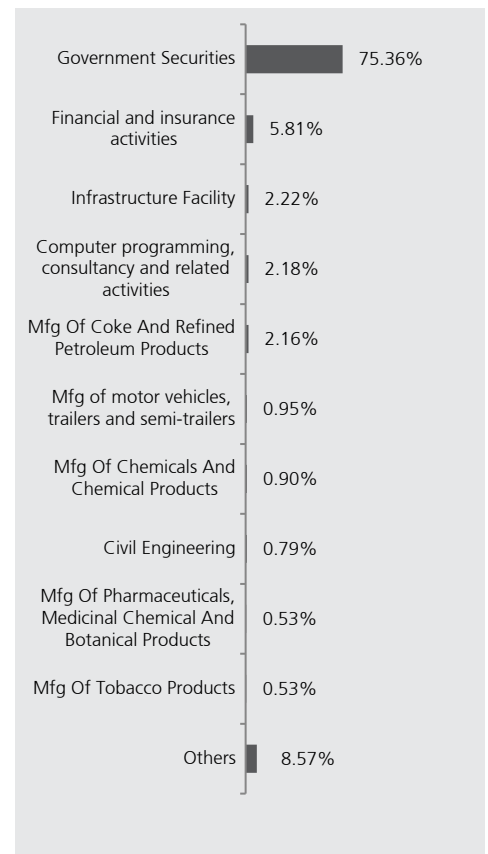 Government Securities 75.36%
Financial and insurance
activities 5.81%
Infrastructure Facility 2.22%
Computer programming,
consultancy and related
activities 2.18%
Mfg Of Coke And Refined
Petroleum Products 2.16%
Mfg of motor vehicles,
trailers and semi-trailers 0.95%
Mfg Of Chemicals And
Chemical Products 0.90%
Civil Engineering 0.79%
Mfg Of Pharmaceuticals,
Medicinal Chemical And
Botanical Products 0.53%
Mfg Of Tobacco Products 0.53%
Others 8.57%